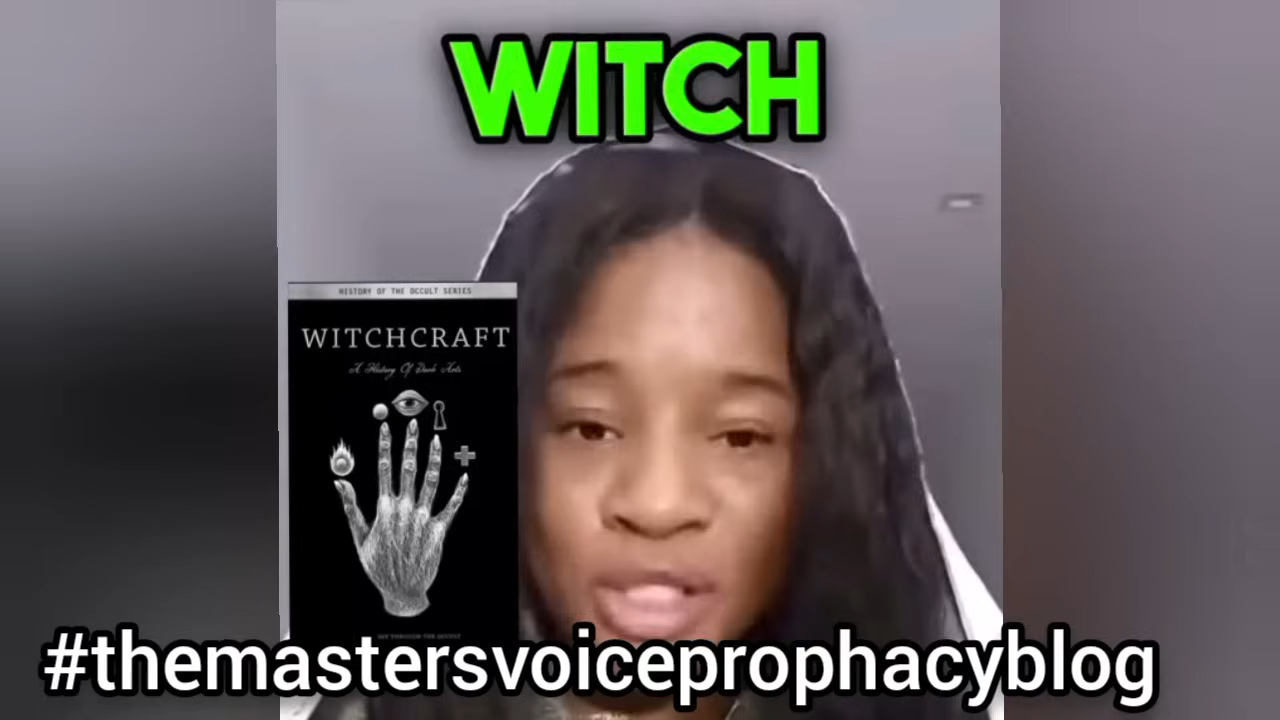 WITCH
HISTORY OF THE OCCULT SERIES
WITCHCRAFT
A History Of Dark Arts
#themastersvoiceprophacyblog